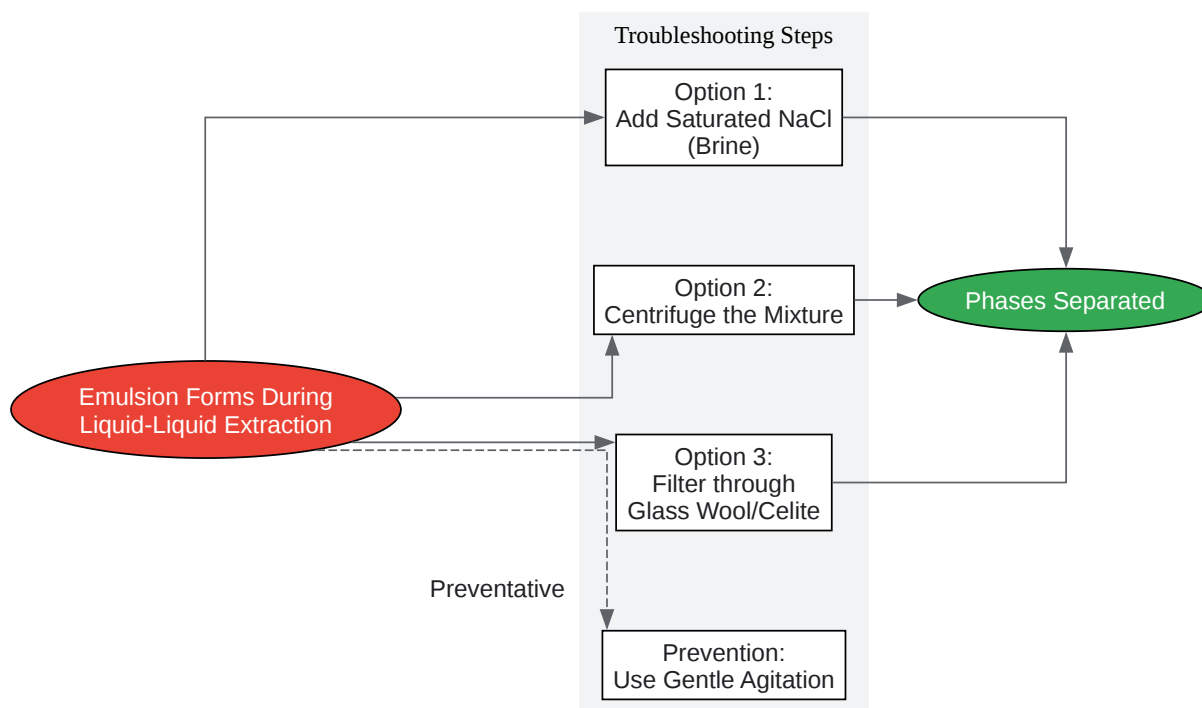 Troubleshooting Steps
Option 1:
Add Saturated NaCl
(Brine)
Option 2:
Centrifuge the Mixture
Phases Separated
Emulsion Forms During
Liquid-Liquid Extraction
Option 3:
Filter through
Glass Wool/Celite
Preventative
Prevention:
Use Gentle Agitation